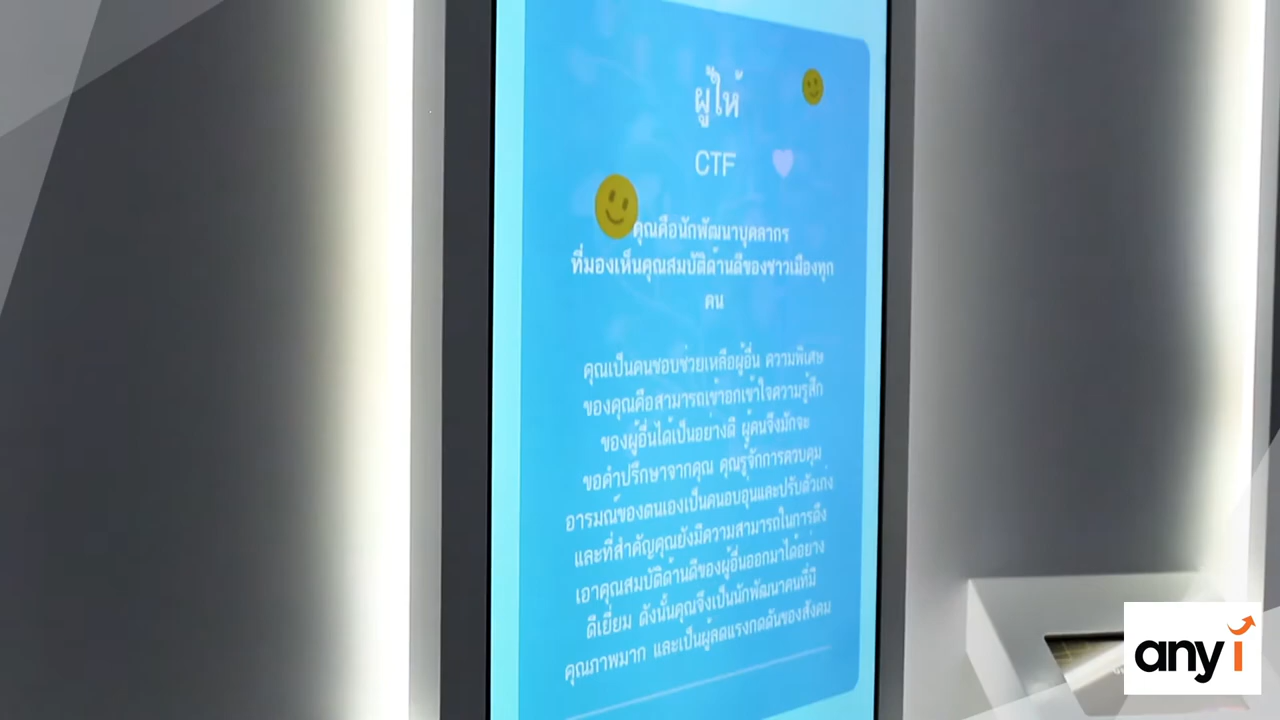 ผู้ให้
CTF
คุณคือนักพัฒนาบุคลากร
ที่มองเห็นคุณสมบัติด้านดีของชาวเมืองทุก
คน
คุณเป็นคนชอบช่วยเหลือผู้อื่น ความพิเศษ
ของคุณคือสามารถเข้าอกเข้าใจความรู้สึก
ของผู้อื่นได้เป็นอย่างดี ผู้คนจึงมักจะ
ขอคำปรึกษาจากคุณ คุณรู้จักการควบคุม
อารมณ์ของตนเองเป็นคนอบอุ่นและปรับตัวเก่ง
และที่สำคัญคุณยังมีความสามารถในการดึง
เอาคุณสมบัติด้านดีของผู้อื่นออกมาได้อย่าง
ดีเยี่ยม ดังนั้นคุณจึงเป็นนักพัฒนาคนที่มี
คุณภาพมาก และเป็นผู้ลดแรงกดดันของสังคม
any i